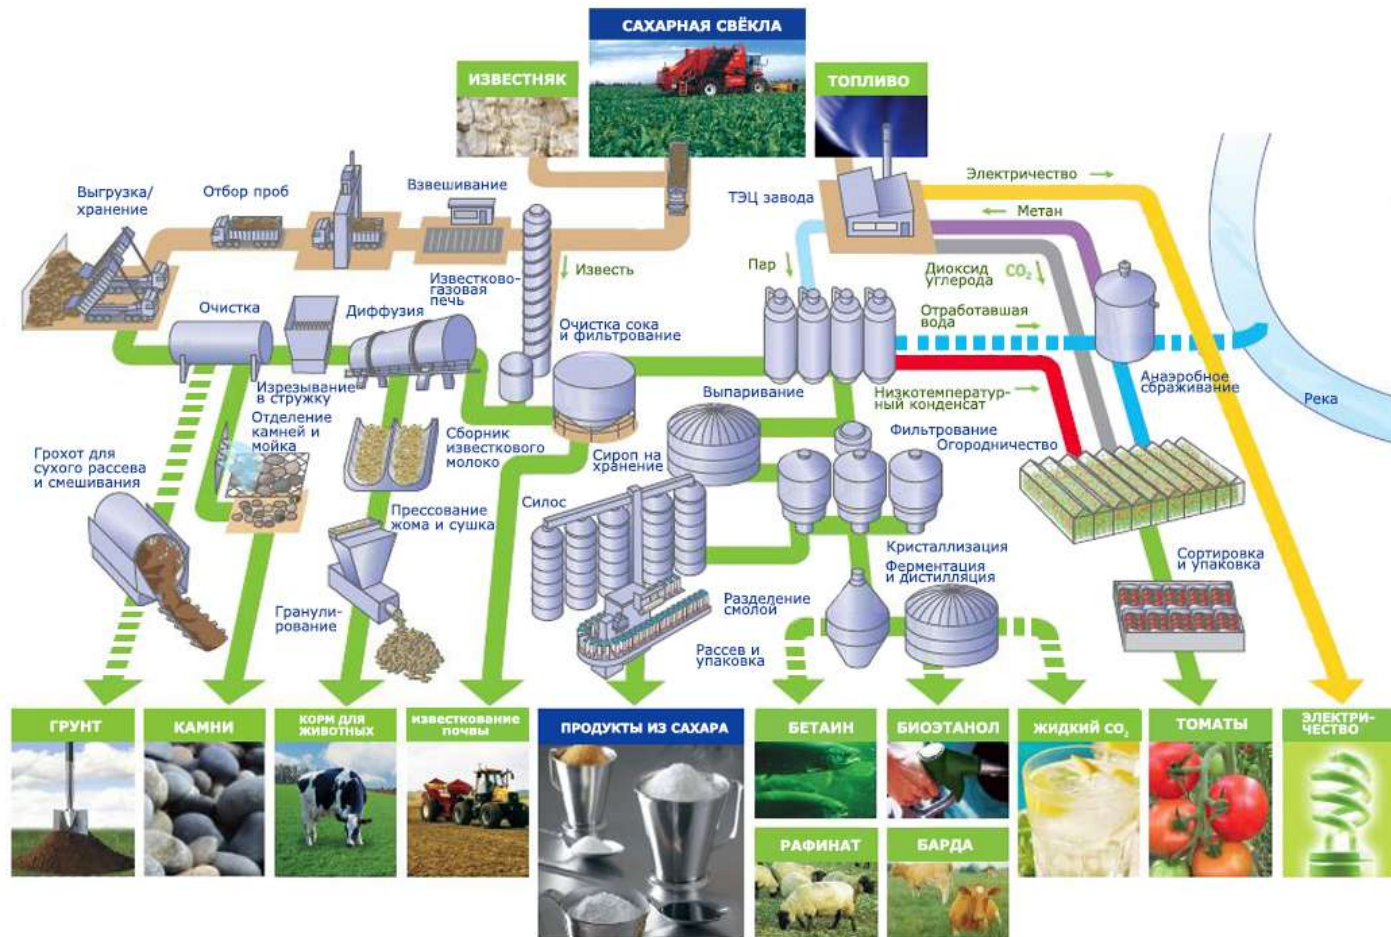 САХАРНАЯ СВЁКЛА
ИЗВЕСТНЯК
ТОПЛИВО
Выгрузка/
хранение
Отбор проб
Взвешивание
ТЭЦ завода
Электричество
Метан
Известково-
газовая
печь
Известь
Пар
Диоксид
углерода
CO₂
Очистка
Диффузия
Очистка сока
и фильтрование
Отработавшая
вода
Изрезывание
в стружку
Выпаривание
Низкотемператур-
ный конденсат
Анаэробное
сбраживание
Река
Отделение
камней и
мойка
Сборник
известкового
молоко
Сироп на
хранение
Фильтрование
Огородничество
Грохот для
сухого рассева
и смешивания
Прессование
жома и сушка
Силос
Кристаллизация
Ферментация
и дистилляция
Сортировка
и упаковка
Гранули-
рование
Разделение
смолой
Рассев и
упаковка
ГРУНТ
КАМНИ
КОРМ ДЛЯ
ЖИВОТНЫХ
известкование
почвы
ПРОДУКТЫ ИЗ САХАРА
БЕТАИН
БИОЭТАНОЛ
ЖИДКИЙ CO₂
ТОМАТЫ
ЭЛЕКТРИ-
ЧЕСТВО
РАФИНАТ
БАРДА